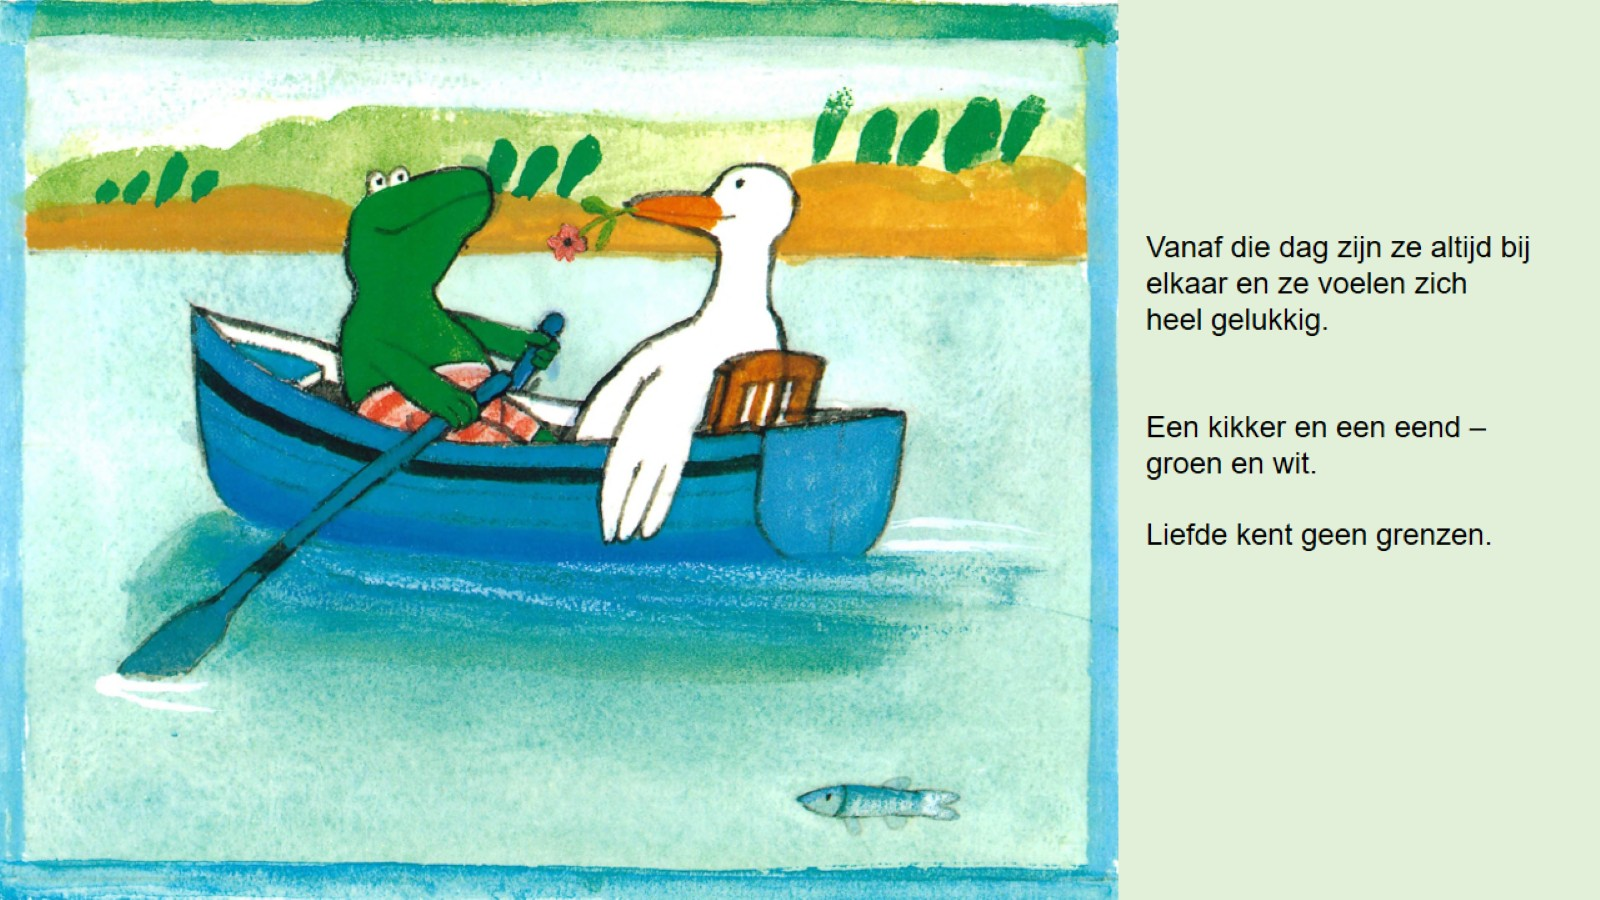 Vanaf die dag zijn ze altijd bij
elkaar en ze voelen zich
heel gelukkig.
Een kikker en een eend –
groen en wit.
Liefde kent geen grenzen.